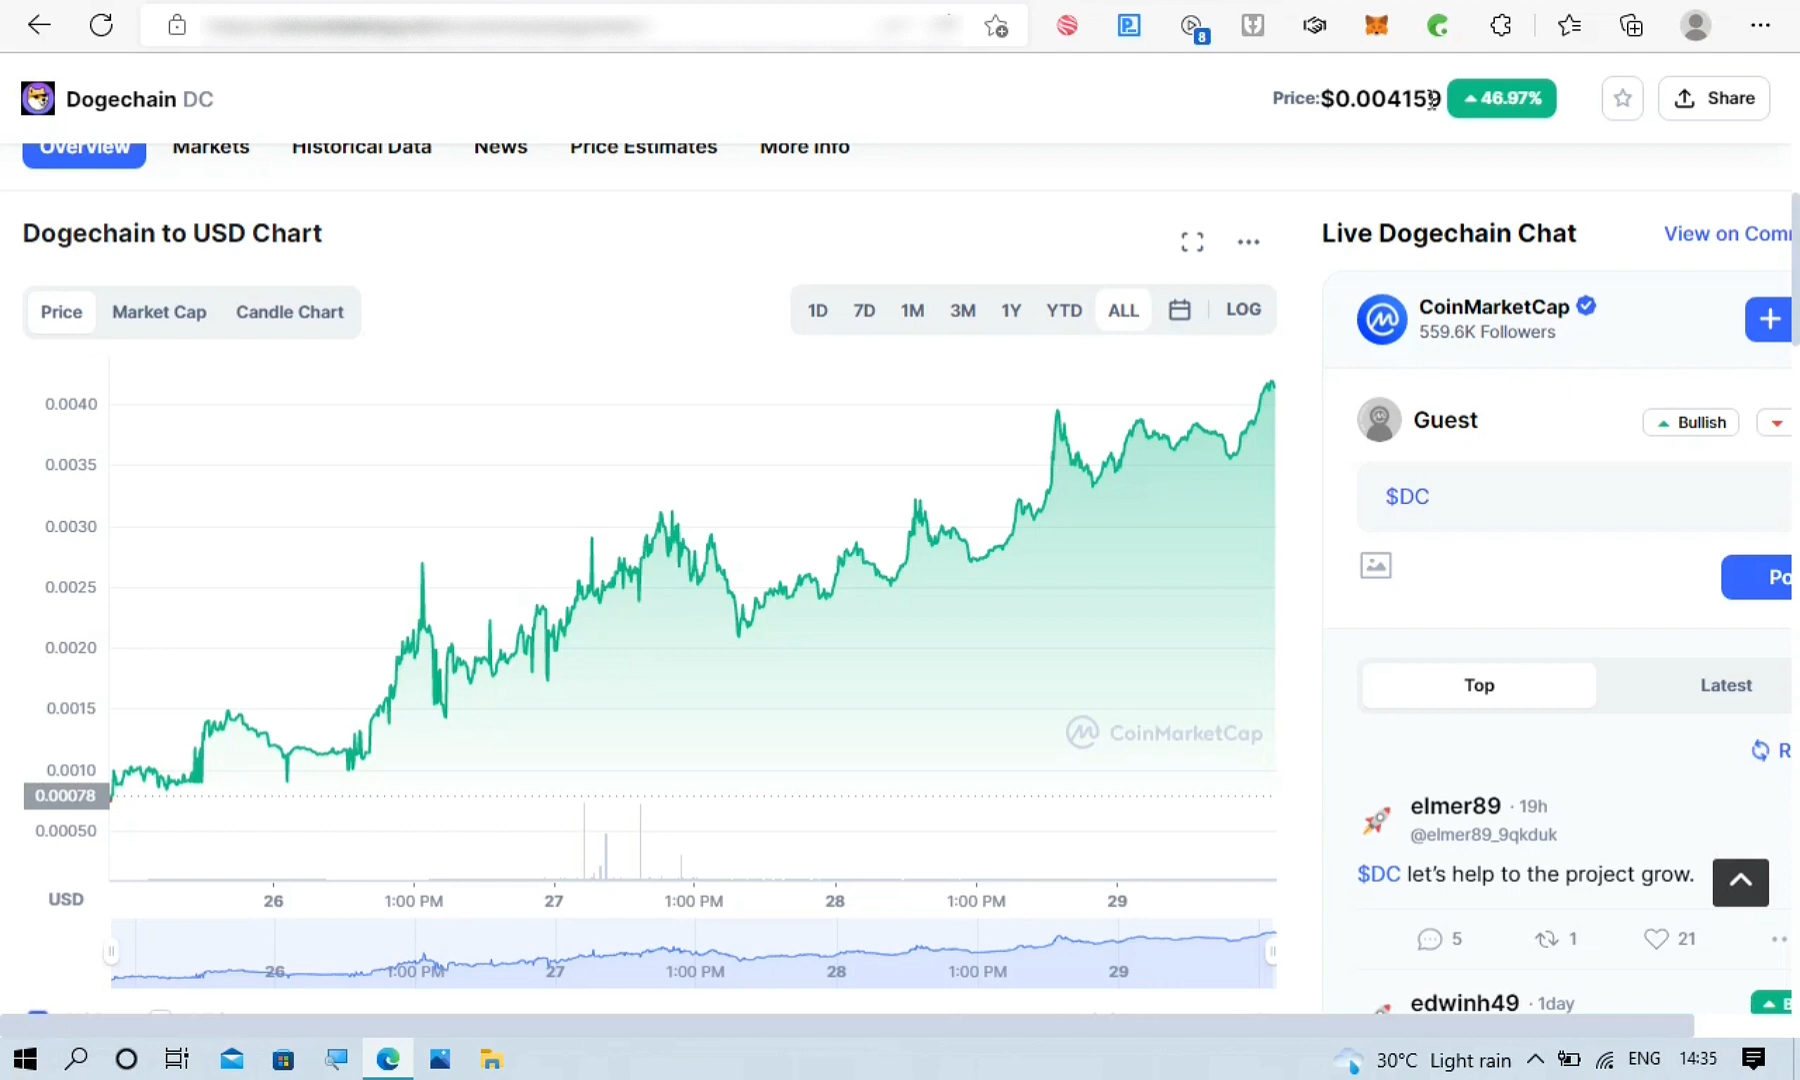 8
Dogechain DC
Price:$0.004159 46.97%
Share
Overview Markets Historical Data News Price Estimates More Info
Dogechain to USD Chart
Price Market Cap Candle Chart
1D 7D 1M 3M 1Y YTD ALL LOG
0.0040
0.0035
0.0030
0.0025
0.0020
0.0015
0.0010
0.00078
0.00050
CoinMarketCap
USD 26 1:00 PM 27 1:00 PM 28 1:00 PM 29
26 1:00 PM 27 1:00 PM 28 1:00 PM 29
Live Dogechain Chat
View on Com
CoinMarketCap
559.6K Followers
Guest
Bullish
$DC
Po
Top Latest
R
elmer89 · 19h
@elmer89_9qkduk
$DC let's help to the project grow.
5 1 21
edwinh49 · 1day
B
30°C Light rain ENG 14:35